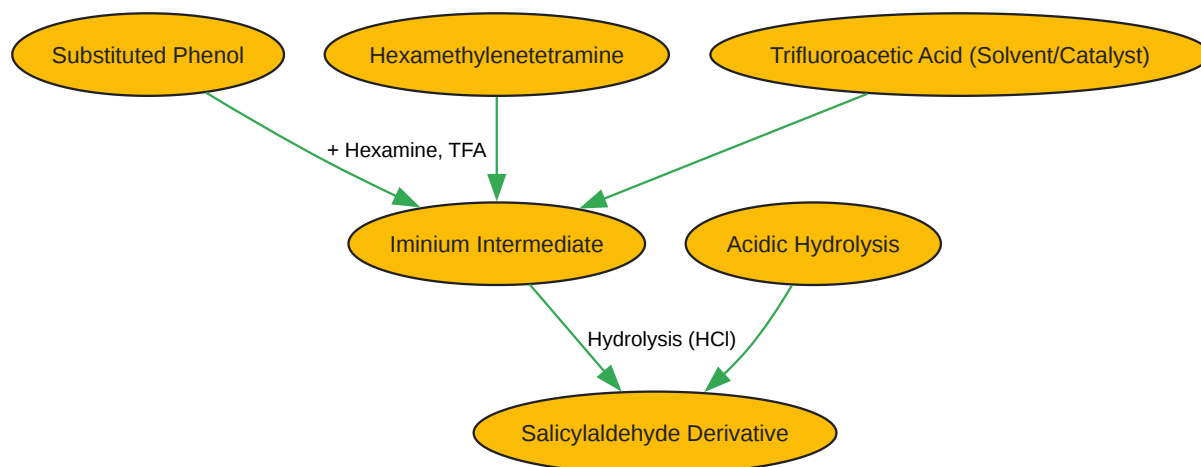 Substituted Phenol
Hexamethylenetetramine
Trifluoroacetic Acid (Solvent/Catalyst)
+ Hexamine, TFA
Iminium Intermediate
Acidic Hydrolysis
Hydrolysis (HCl)
Salicylaldehyde Derivative